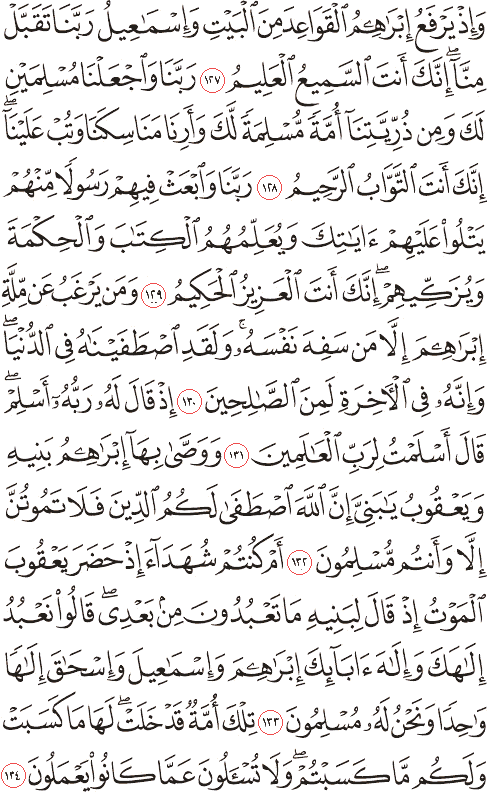 وَإِذْ يَرْفَعُ إِبْرَٰهِـۧمُ ٱلْقَوَاعِدَ مِنَ ٱلْبَيْتِ وَإِسْمَٰعِيلُ رَبَّنَا تَقَبَّلْ
مِنَّآ ۖ إِنَّكَ أَنتَ ٱلسَّمِيعُ ٱلْعَلِيمُ ١٢٧ رَبَّنَا وَٱجْعَلْنَا مُسْلِمَيْنِ
لَكَ وَمِن ذُرِّيَّتِنَآ أُمَّةً مُّسْلِمَةً لَّكَ وَأَرِنَا مَنَاسِكَنَا وَتُبْ عَلَيْنَآ ۖ
إِنَّكَ أَنتَ ٱلتَّوَّابُ ٱلرَّحِيمُ ١٢٨ رَبَّنَا وَٱبْعَثْ فِيهِمْ رَسُولًا مِّنْهُمْ
يَتْلُوا۟ عَلَيْهِمْ ءَايَٰتِكَ وَيُعَلِّمُهُمُ ٱلْكِتَٰبَ وَٱلْحِكْمَةَ
وَيُزَكِّيهِمْ ۚ إِنَّكَ أَنتَ ٱلْعَزِيزُ ٱلْحَكِيمُ ١٢٩ وَمَن يَرْغَبُ عَن مِّلَّةِ
إِبْرَٰهِـۧمَ إِلَّا مَن سَفِهَ نَفْسَهُۥ ۚ وَلَقَدِ ٱصْطَفَيْنَٰهُ فِى ٱلدُّنْيَا ۖ
وَإِنَّهُۥ فِى ٱلْءَاخِرَةِ لَمِنَ ٱلصَّٰلِحِينَ ١٣٠ إِذْ قَالَ لَهُۥ رَبُّهُۥٓ أَسْلِمْ ۖ
قَالَ أَسْلَمْتُ لِرَبِّ ٱلْعَٰلَمِينَ ١٣١ وَوَصَّىٰ بِهَآ إِبْرَٰهِـۧمُ بَنِيهِ
وَيَعْقُوبُ يَٰبَنِىَّ إِنَّ ٱللَّهَ ٱصْطَفَىٰ لَكُمُ ٱلدِّينَ فَلَا تَمُوتُنَّ
إِلَّا وَأَنتُم مُّسْلِمُونَ ١٣٢ أَمْ كُنتُمْ شُهَدَآءَ إِذْ حَضَرَ يَعْقُوبَ
ٱلْمَوْتُ إِذْ قَالَ لِبَنِيهِ مَا تَعْبُدُونَ مِنۢ بَعْدِى ۖ قَالُوا۟ نَعْبُدُ
إِلَٰهَكَ وَإِلَٰهَ ءَابَآئِكَ إِبْرَٰهِـۧمَ وَإِسْمَٰعِيلَ وَإِسْحَٰقَ إِلَٰهًا
وَٰحِدًا وَنَحْنُ لَهُۥ مُسْلِمُونَ ١٣٣ تِلْكَ أُمَّةٌ قَدْ خَلَتْ ۖ لَهَا مَا كَسَبَتْ
وَلَكُم مَّا كَسَبْتُمْ ۖ وَلَا تُسْـَٔلُونَ عَمَّا كَانُوا۟ يَعْمَلُونَ ١٣٤